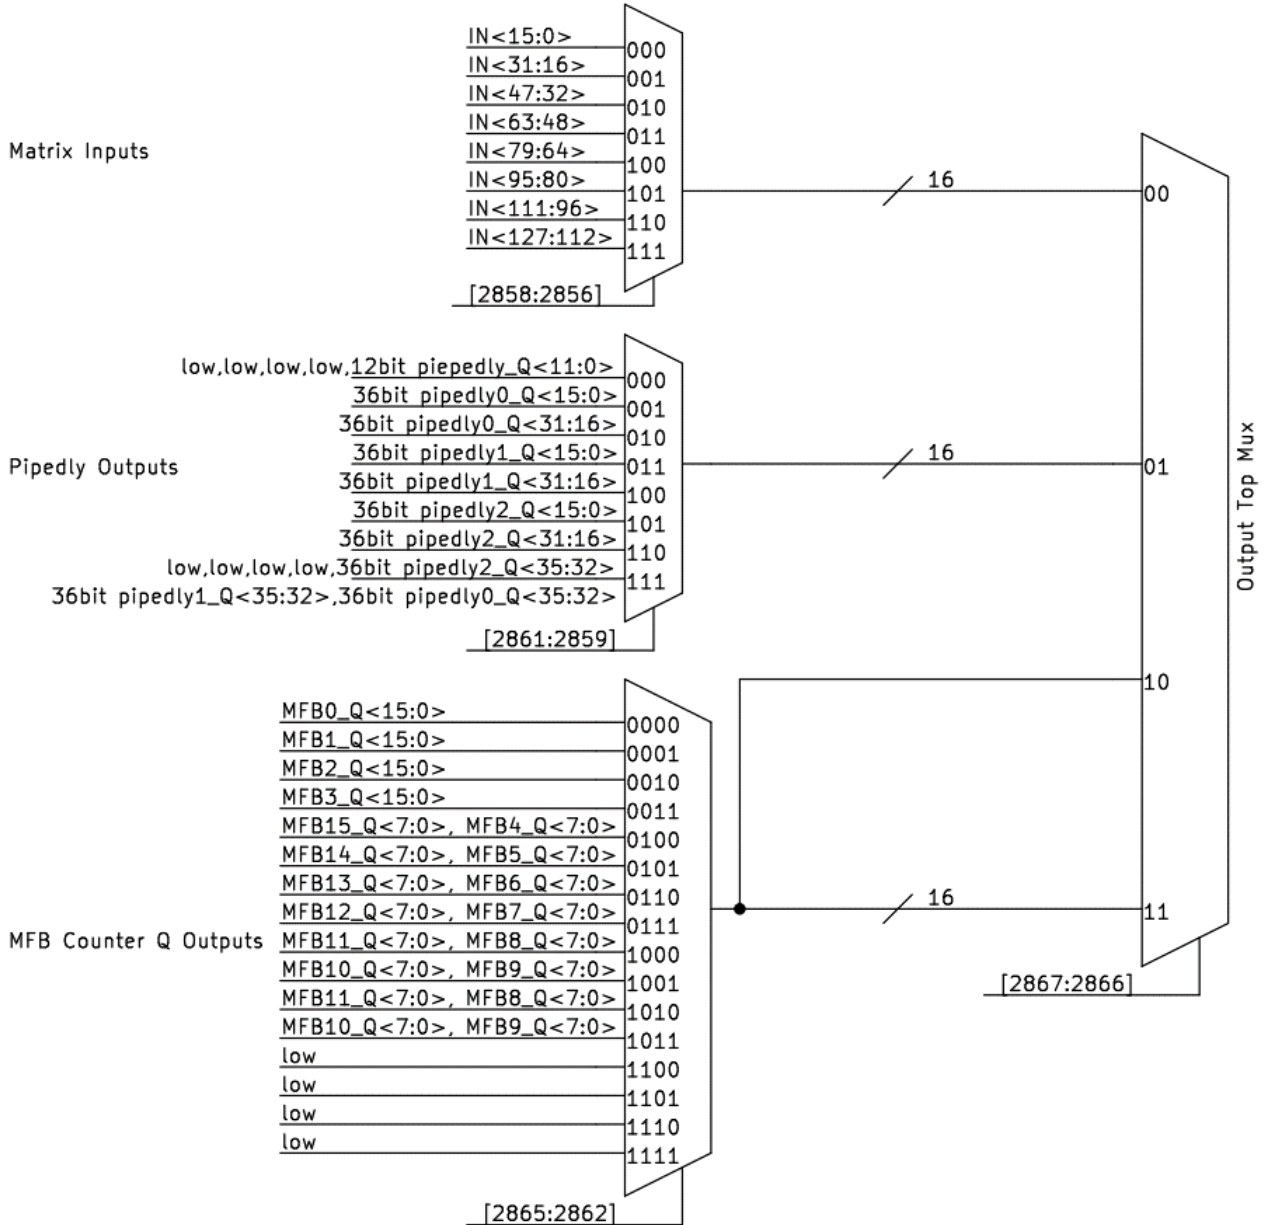 IN<15:0>
000
IN<31:16>
001
IN<47:32>
010
IN<63:48>
011
Matrix Inputs
IN<79:64>
100
IN<95:80>
101
16
00
IN<111:96>
110
IN<127:112>
111
[2858:2856]
low,low,low,low,12bit piepedly_Q<11:0>
000
36bit pipedly0_Q<15:0>
001
36bit pipedly0_Q<31:16>
010
36bit pipedly1_Q<15:0>
011
Pipedly Outputs
16
01
36bit pipedly1_Q<31:16>
100
36bit pipedly2_Q<15:0>
101
36bit pipedly2_Q<31:16>
110
low,low,low,low,36bit pipedly2_Q<35:32>
111
36bit pipedly1_Q<35:32>,36bit pipedly0_Q<35:32>
[2861:2859]
Output Top Mux
10
MFB0_Q<15:0>
0000
MFB1_Q<15:0>
0001
MFB2_Q<15:0>
0010
MFB3_Q<15:0>
0011
MFB15_Q<7:0>, MFB4_Q<7:0>
0100
MFB14_Q<7:0>, MFB5_Q<7:0>
0101
MFB13_Q<7:0>, MFB6_Q<7:0>
0110
MFB12_Q<7:0>, MFB7_Q<7:0>
0111
16
11
MFB Counter Q Outputs
MFB11_Q<7:0>, MFB8_Q<7:0>
1000
MFB10_Q<7:0>, MFB9_Q<7:0>
1001
MFB11_Q<7:0>, MFB8_Q<7:0>
1010
MFB10_Q<7:0>, MFB9_Q<7:0>
1011
[2867:2866]
low
1100
low
1101
low
1110
low
1111
[2865:2862]